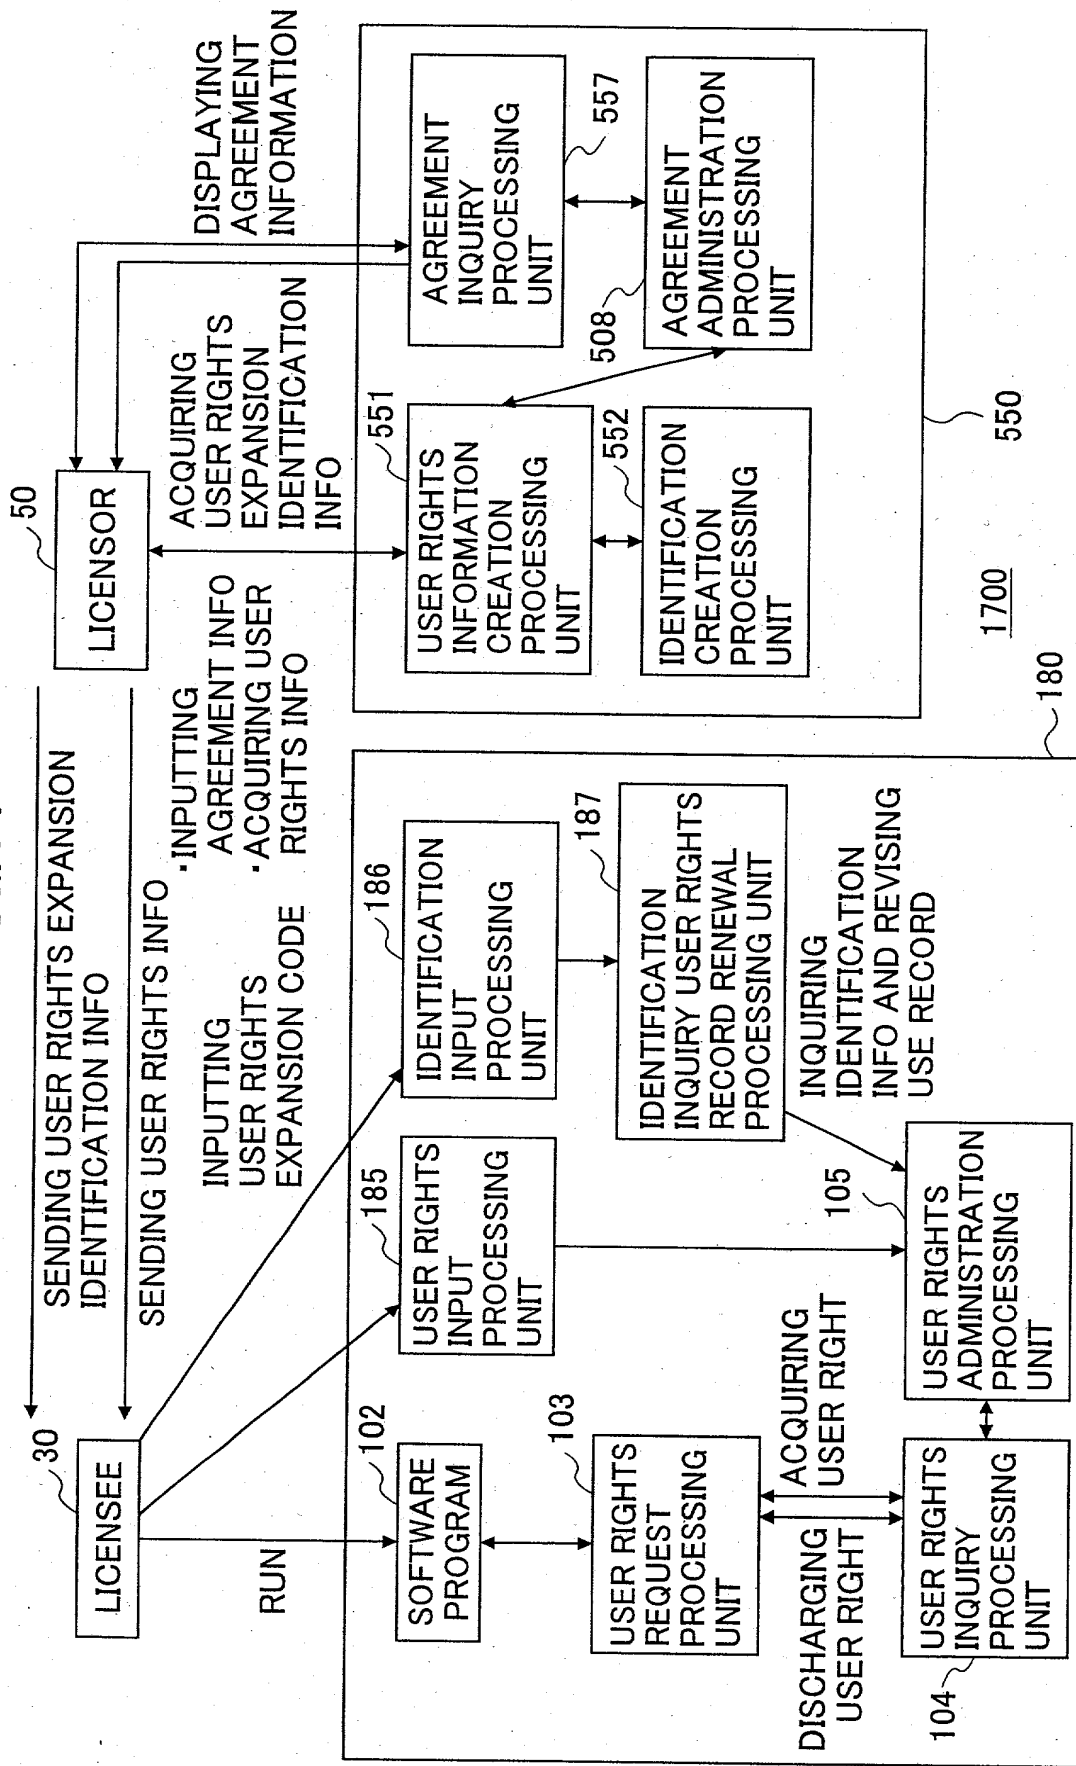 SENDING USER RIGHTS EXPANSION
IDENTIFICATION INFO
SENDING USER RIGHTS INFO
30
LICENSEE
50
LICENSOR
DISPLAYING
AGREEMENT
INFORMATION
ACQUIRING
USER RIGHTS
EXPANSION
IDENTIFICATION
INFO
・INPUTTING
AGREEMENT INFO
・ACQUIRING USER
RIGHTS INFO
INPUTTING
USER RIGHTS
EXPANSION CODE
RUN
102
SOFTWARE
PROGRAM
185
USER RIGHTS
INPUT
PROCESSING
UNIT
186
IDENTIFICATION
INPUT
PROCESSING
UNIT
103
USER RIGHTS
REQUEST
PROCESSING
UNIT
187
IDENTIFICATION
INQUIRY USER RIGHTS
RECORD RENEWAL
PROCESSING UNIT
DISCHARGING
USER RIGHT
ACQUIRING
USER RIGHT
INQUIRING
IDENTIFICATION
INFO AND REVISING
USE RECORD
104
USER RIGHTS
INQUIRY
PROCESSING
UNIT
105
USER RIGHTS
ADMINISTRATION
PROCESSING
UNIT
180
551
USER RIGHTS
INFORMATION
CREATION
PROCESSING
UNIT
AGREEMENT
INQUIRY
PROCESSING
UNIT
557
552
IDENTIFICATION
CREATION
PROCESSING
UNIT
508
AGREEMENT
ADMINISTRATION
PROCESSING
UNIT
550
1700